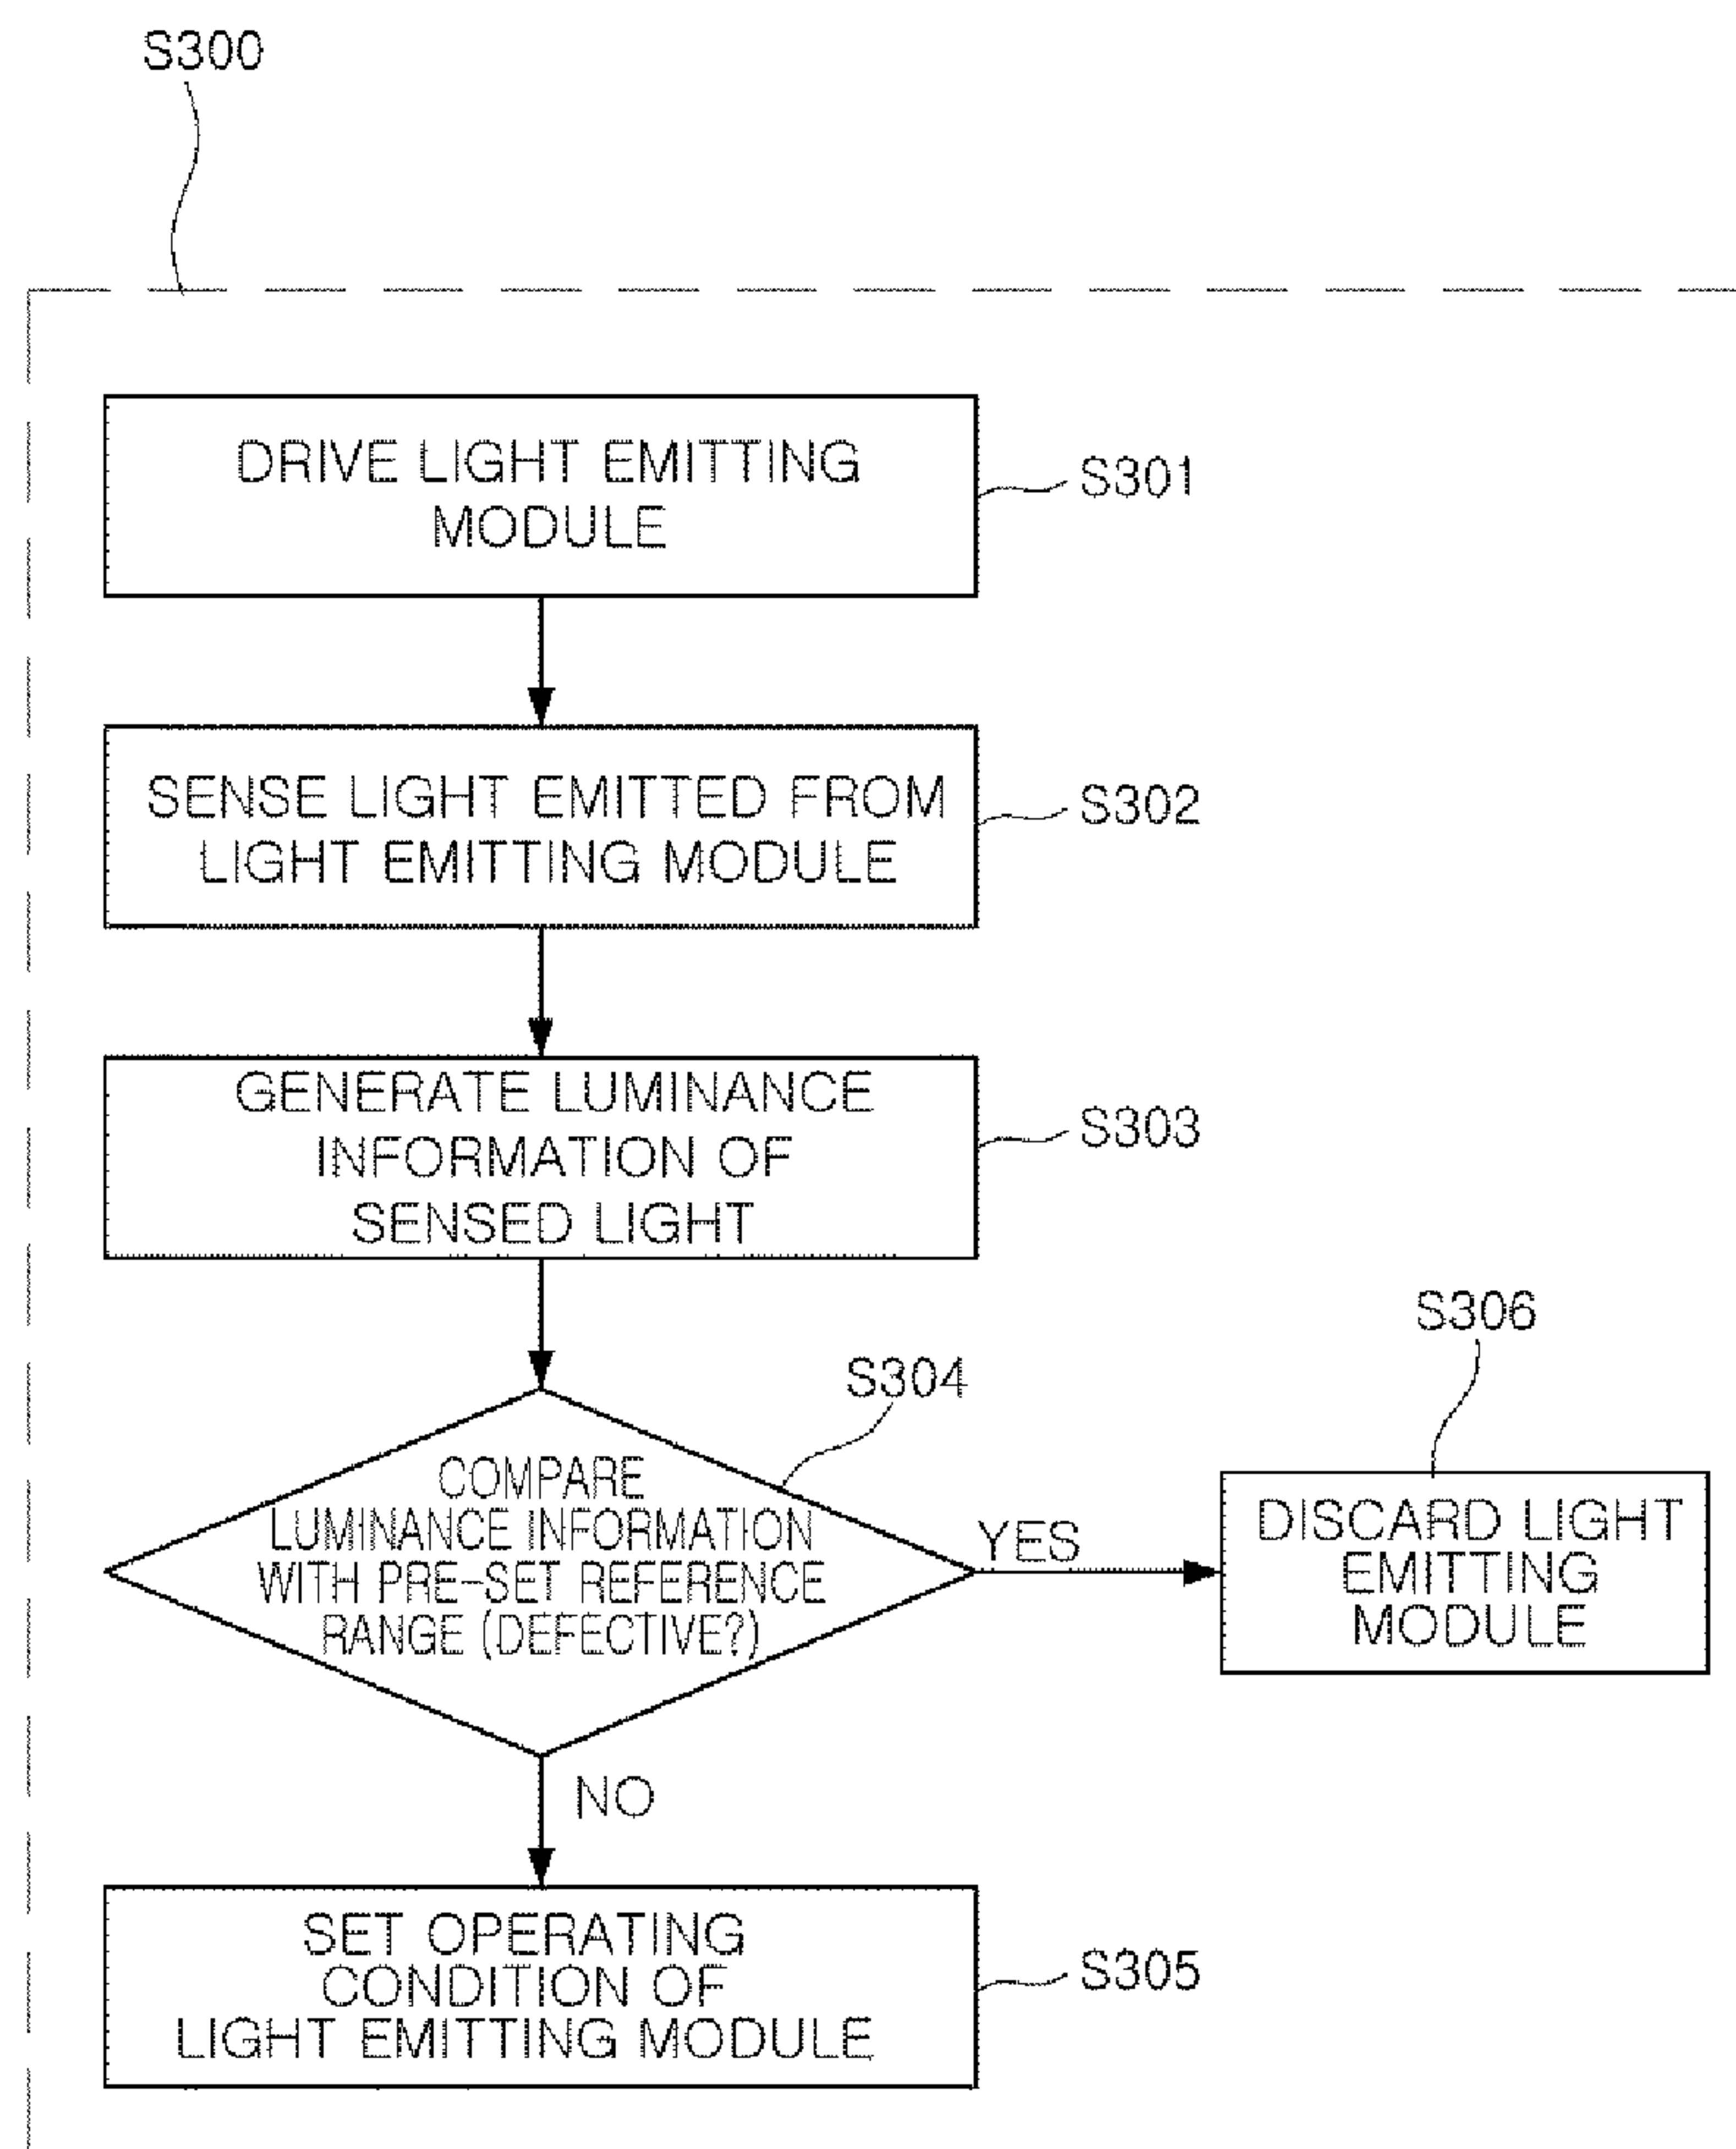 S300
DRIVE LIGHT EMITTING
MODULE
S301
SENSE LIGHT EMITTED FROM
LIGHT EMITTING MODULE
S302
GENERATE LUMINANCE
INFORMATION OF
SENSED LIGHT
S303
S304
COMPARE
LUMINANCE INFORMATION
WITH PRE-SET REFERENCE
RANGE (DEFECTIVE?)
YES
S306
DISCARD LIGHT
EMITTING
MODULE
NO
SET OPERATING
CONDITION OF
LIGHT EMITTING MODULE
S305